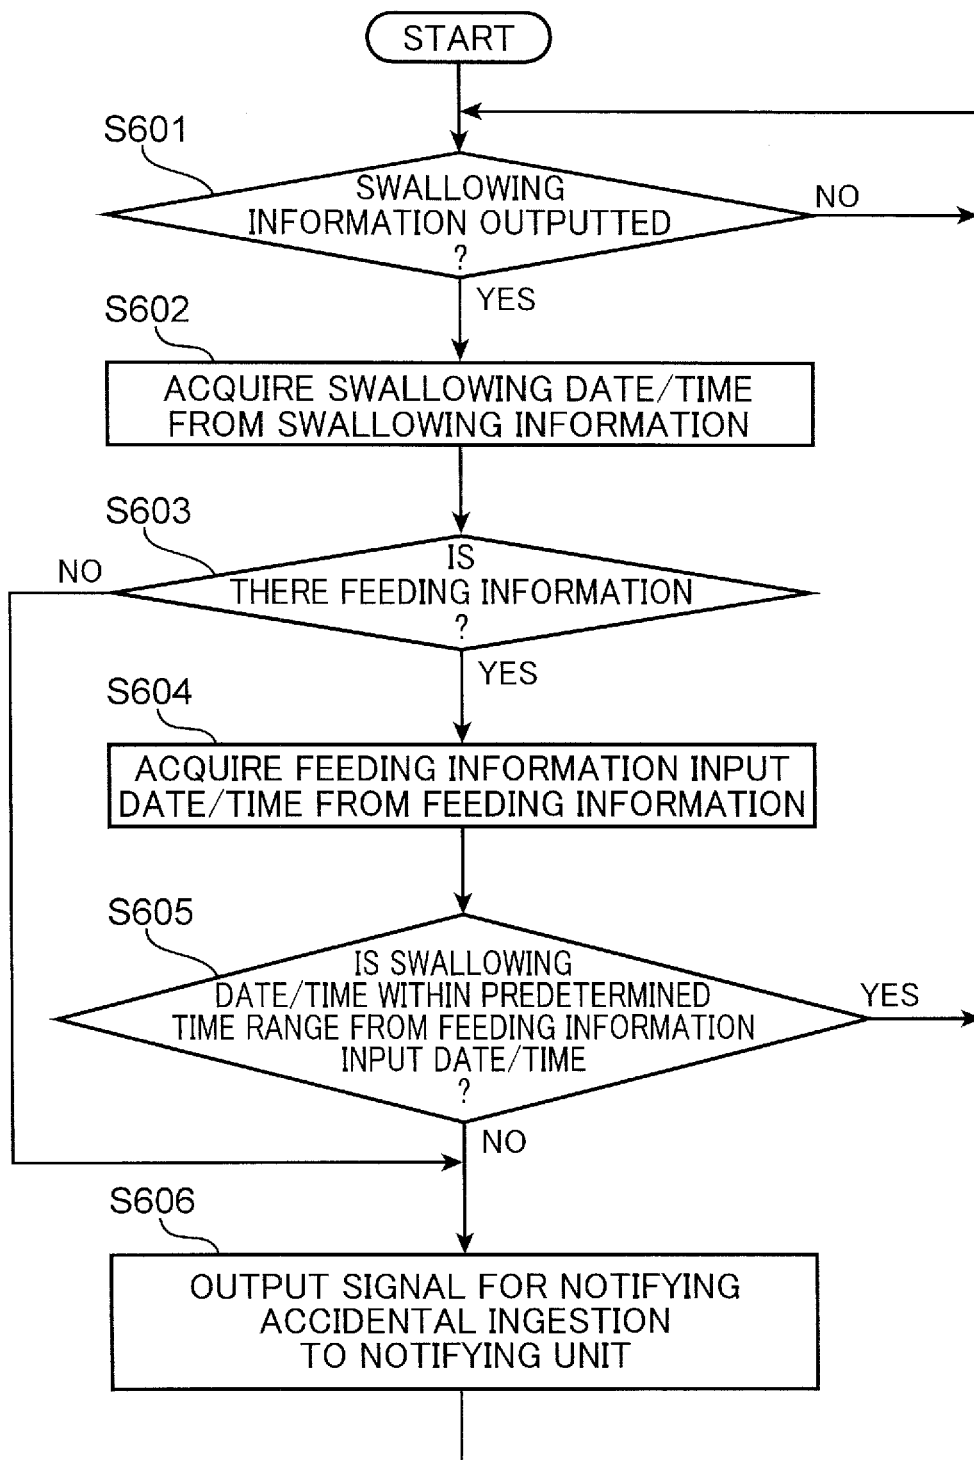 START
S601
SWALLOWING
INFORMATION OUTPUTTED
?
NO
YES
S602
ACQUIRE SWALLOWING DATE/TIME
FROM SWALLOWING INFORMATION
S603
NO
IS
THERE FEEDING INFORMATION
?
YES
S604
ACQUIRE FEEDING INFORMATION INPUT
DATE/TIME FROM FEEDING INFORMATION
S605
IS SWALLOWING
DATE/TIME WITHIN PREDETERMINED
TIME RANGE FROM FEEDING INFORMATION
INPUT DATE/TIME
?
YES
NO
S606
OUTPUT SIGNAL FOR NOTIFYING
ACCIDENTAL INGESTION
TO NOTIFYING UNIT